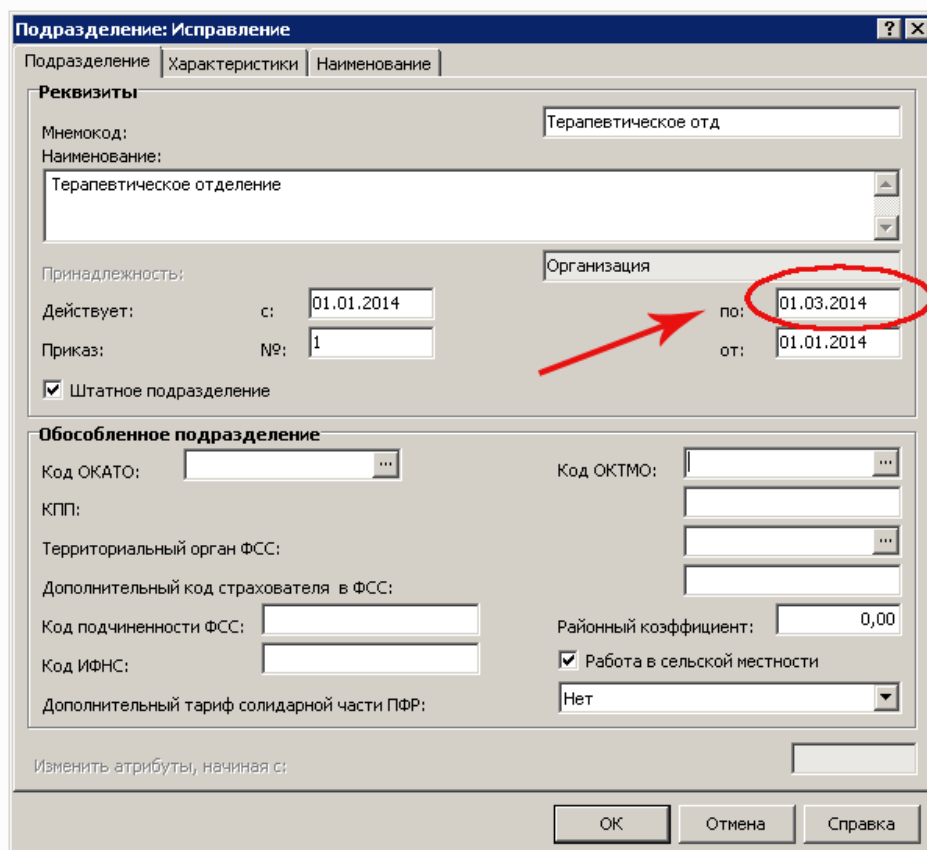 Подразделение: Исправление
Подразделение Характеристики Наименование
Реквизиты
Мнемокод: Терапевтическое отд
Наименование:
Терапевтическое отделение
Принадлежность: Организация
Действует: с: 01.01.2014 по: 01.03.2014
Приказ: №: 1 от: 01.01.2014
Штатное подразделение
Обособленное подразделение
Код ОКАТО: ... Код ОКТМО: ...
КПП:
Территориальный орган ФСС: ...
Дополнительный код страхователя в ФСС:
Код подчиненности ФСС: Районный коэффициент: 0,00
Код ИФНС: Работа в сельской местности
Дополнительный тариф солидарной части ПФР: Нет
Изменить атрибуты, начиная с:
ОК Отмена Справка